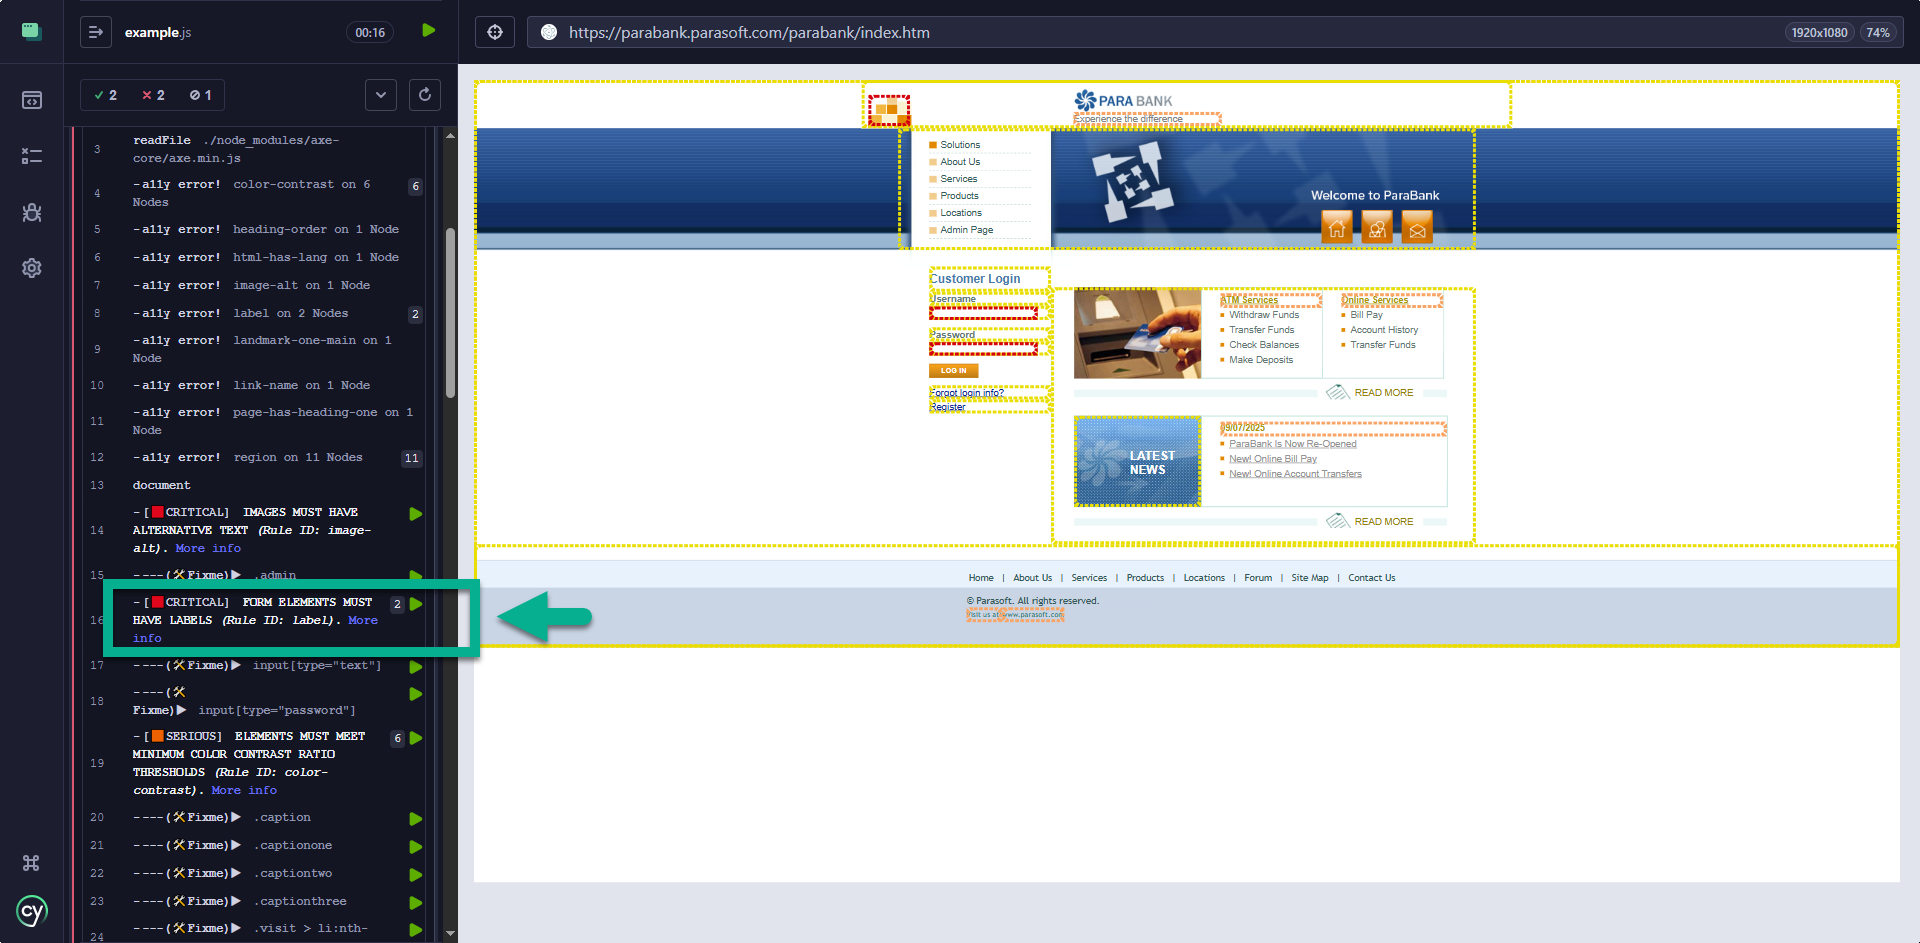 example.js
00:16
https://parabank.parasoft.com/parabank/index.htm
1920x1080
74%
2
2
1
3
readFile ./node_modules/axe-
core/axe.min.js
4
-a11y error! color-contrast on 6
Nodes
6
5
-a11y error! heading-order on 1 Node
6
-a11y error! html-has-lang on 1 Node
7
-a11y error! image-alt on 1 Node
8
-a11y error! label on 2 Nodes
2
9
-a11y error! landmark-one-main on 1
Node
10
-a11y error! link-name on 1 Node
11
-a11y error! page-has-heading-one on 1
Node
12
-a11y error! region on 11 Nodes
11
13
document
14
-[🟥CRITICAL] IMAGES MUST HAVE
ALTERNATIVE TEXT (Rule ID: image-
alt). More info
15
----(🛠Fixme)▶ .admin
16
-[🟥CRITICAL] FORM ELEMENTS MUST
HAVE LABELS (Rule ID: label). More
info
2
17
----(🛠Fixme)▶ input[type="text"]
18
----(🛠
Fixme)▶ input[type="password"]
19
-[🟧SERIOUS] ELEMENTS MUST MEET
MINIMUM COLOR CONTRAST RATIO
THRESHOLDS (Rule ID: color-
contrast). More info
6
20
----(🛠Fixme)▶ .caption
21
----(🛠Fixme)▶ .captionone
22
----(🛠Fixme)▶ .captiontwo
23
----(🛠Fixme)▶ .captionthree
24
----(🛠Fixme)▶ .visit > li:nth-
cy
PARA BANK
Experience the difference
Solutions
About Us
Services
Products
Locations
Admin Page
Welcome to ParaBank
Customer Login
Username
Password
LOG IN
Forgot login info?
Register
ATM Services
Withdraw Funds
Transfer Funds
Check Balances
Make Deposits
Online Services
Bill Pay
Account History
Transfer Funds
READ MORE
LATEST
NEWS
09/07/2025
ParaBank Is Now Re-Opened
New! Online Bill Pay
New! Online Account Transfers
READ MORE
Home | About Us | Services | Products | Locations | Forum | Site Map | Contact Us
© Parasoft. All rights reserved.
Visit us at www.parasoft.com